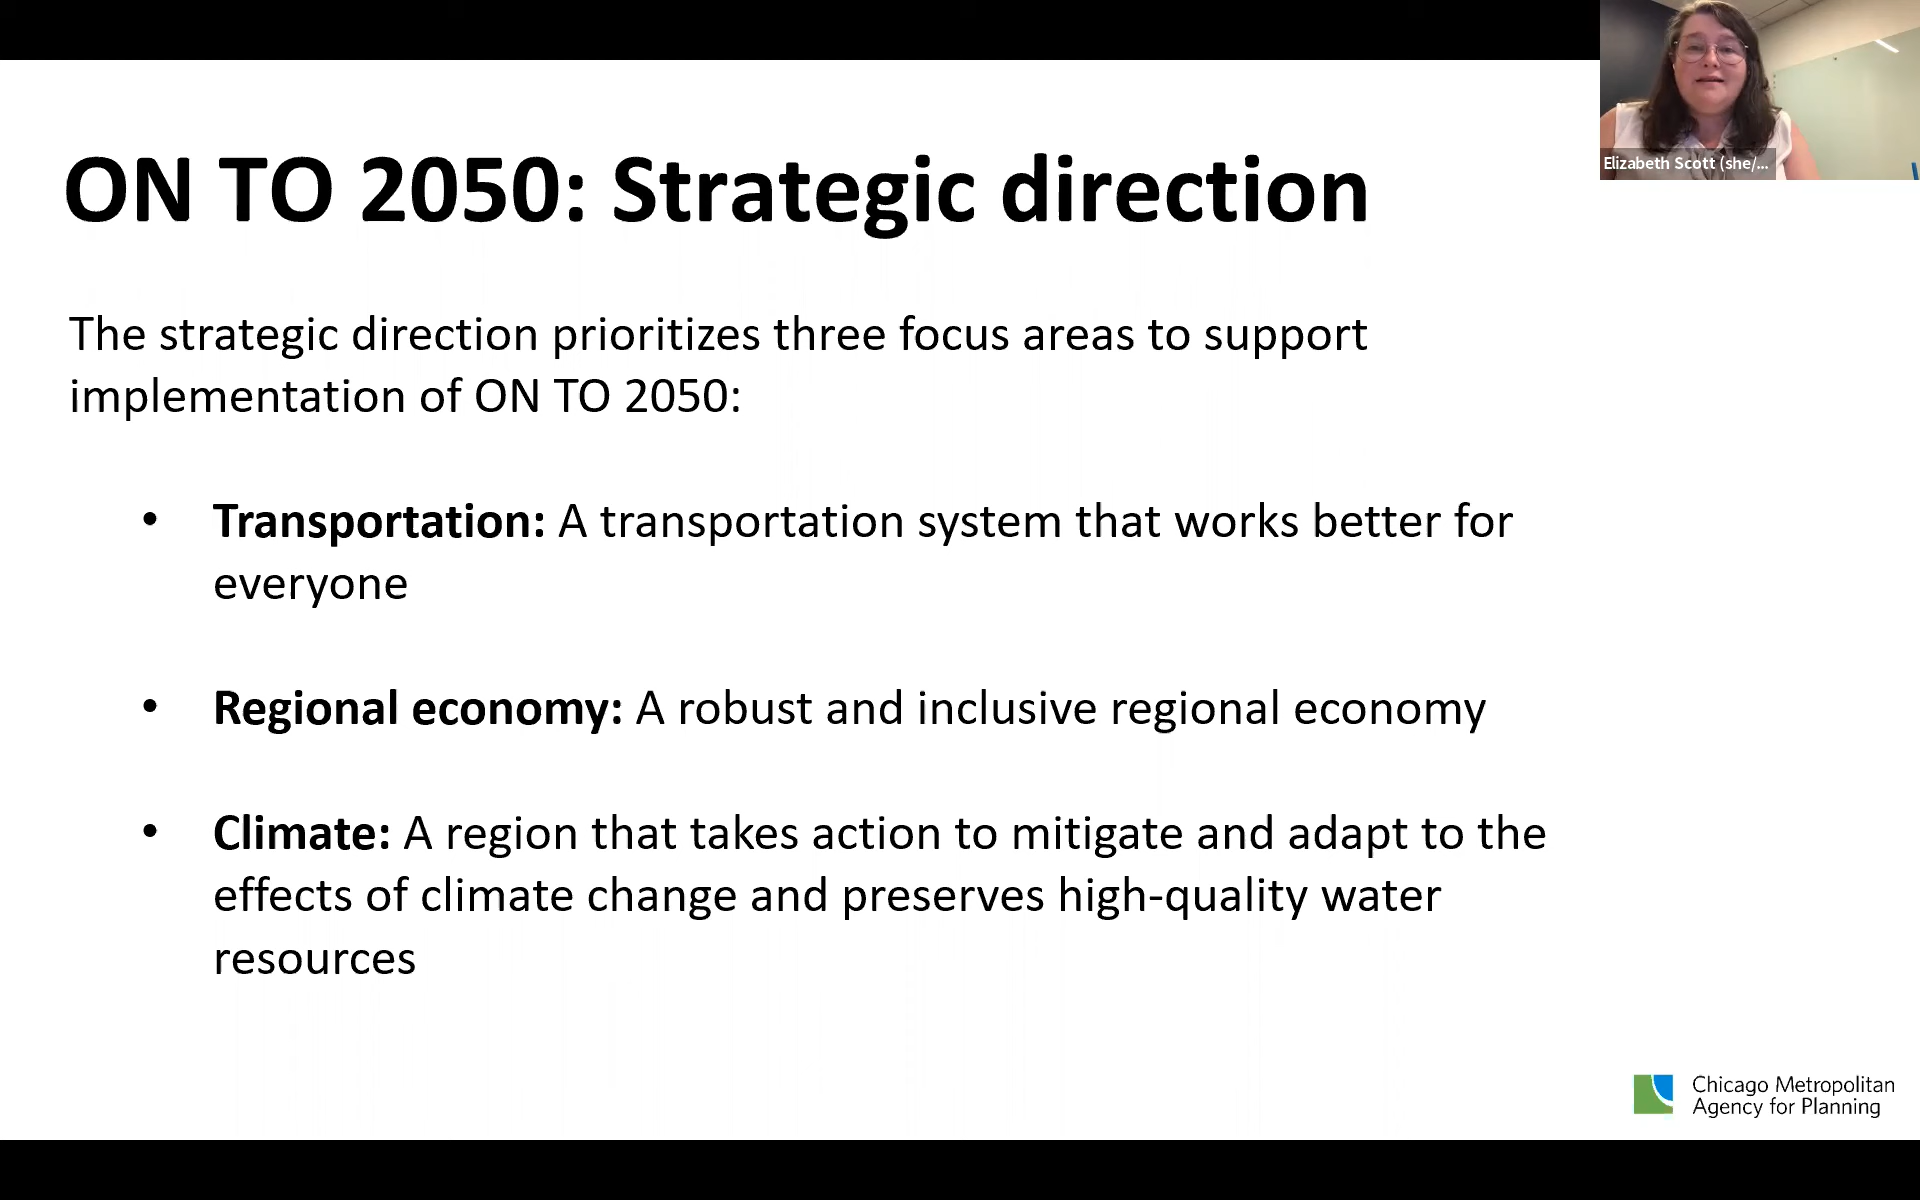 Elizabeth Scott (she/...
ON TO 2050: Strategic direction
The strategic direction prioritizes three focus areas to support
implementation of ON TO 2050:
• Transportation: A transportation system that works better for
everyone
• Regional economy: A robust and inclusive regional economy
• Climate: A region that takes action to mitigate and adapt to the
effects of climate change and preserves high-quality water
resources
Chicago Metropolitan
Agency for Planning